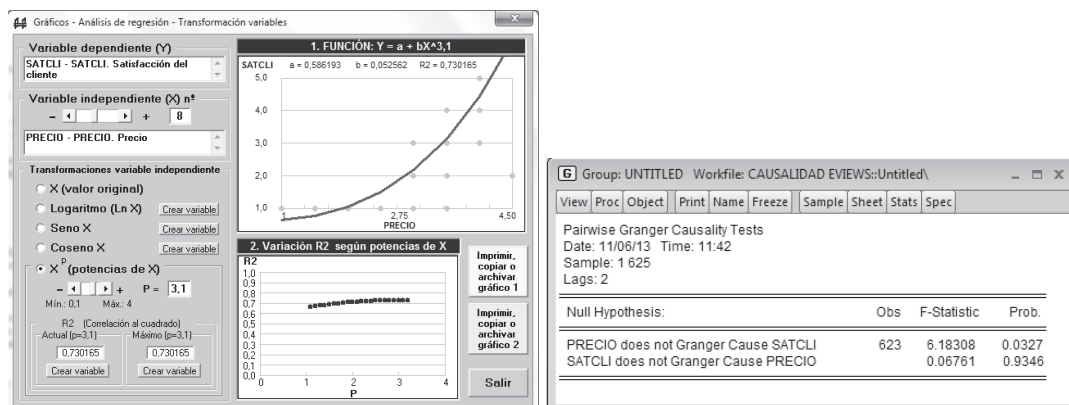 Gráficos - Análisis de regresión - Transformación variables
x
Variable dependiente (Y)
SATCLI - SATCLI. Satisfacción del
cliente
Variable independiente (X) nº
- + 8
PRECIO - PRECIO. Precio
Transformaciones variable independiente
X (valor original)
Logaritmo (Ln X) Crear variable
Seno X Crear variable
Coseno X Crear variable
X p (potencias de X)
- + P = 3,1
Mín.: 0,1 Máx.: 4
R2 (Correlación al cuadrado)
Actual (p=3,1) Máximo (p=3,1)
0,730165 0,730165
Crear variable Crear variable
1. FUNCIÓN: Y = a + bX^3,1
SATCLI a = 0,586193 b = 0,052562 R2 = 0,730165
5,0
4,0
3,0
2,0
1,0
1 2,75 4,50
PRECIO
2. Variación R2 según potencias de X
R2
1,0
0,9
0,8
0,7
0,6
0,5
0,4
0,3
0,2
0,1
0,0
0 1 2 3 4
P
Imprimir,
copiar o
archivar
gráfico 1
Imprimir,
copiar o
archivar
gráfico 2
Salir
G Group: UNTITLED Workfile: CAUSALIDAD EVIEWS::Untitled\
View Proc Object Print Name Freeze Sample Sheet Stats Spec
Pairwise Granger Causality Tests
Date: 11/06/13 Time: 11:42
Sample: 1 625
Lags: 2
Null Hypothesis: Obs F-Statistic Prob.
PRECIO does not Granger Cause SATCLI 623 6.18308 0.0327
SATCLI does not Granger Cause PRECIO 0.06761 0.9346